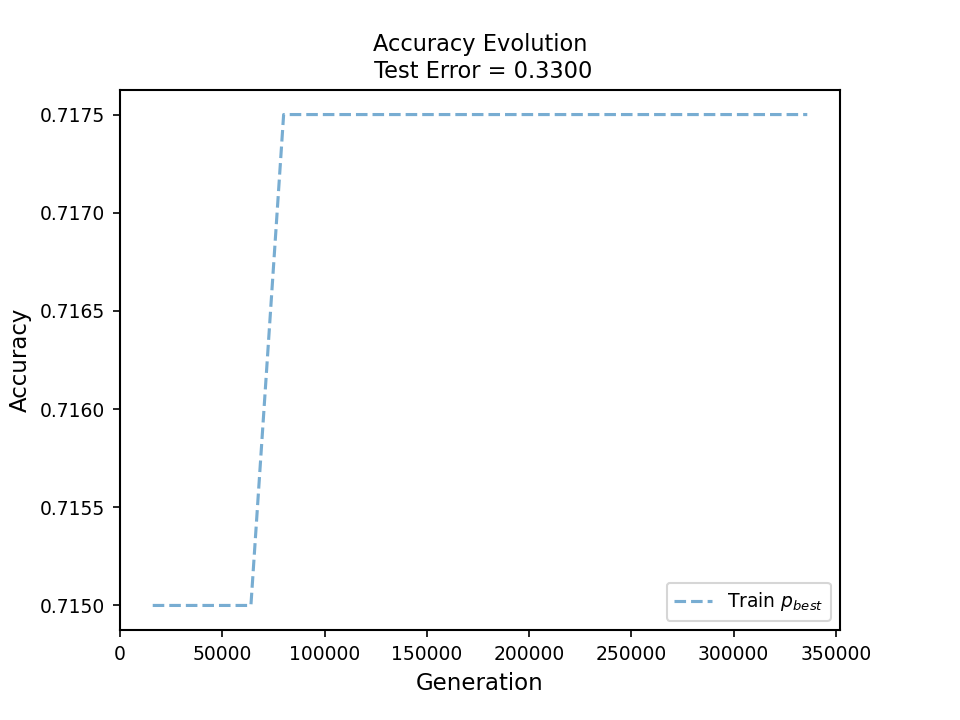 Accuracy Evolution
Test Error = 0.3300
Accuracy
0.7175
0.7170
0.7165
0.7160
0.7155
0.7150
Train p_best
0 50000 100000 150000 200000 250000 300000 350000
Generation